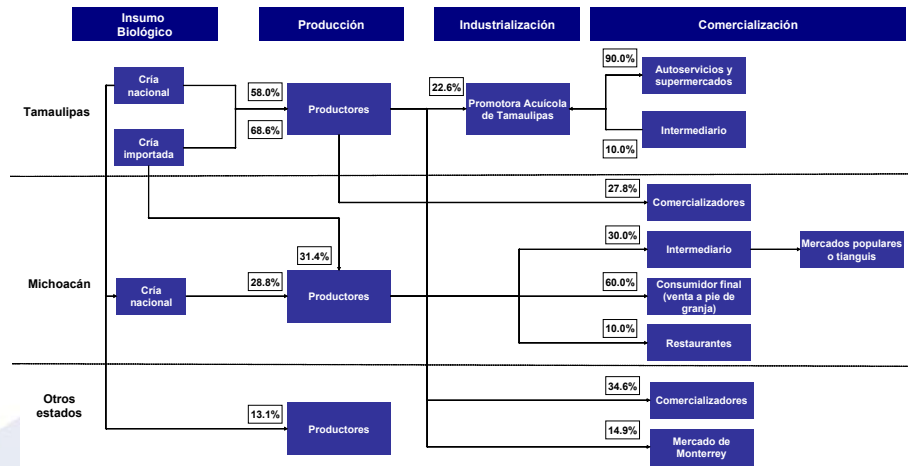 Insumo
Biológico
Producción
Industrialización
Comercialización
Tamaulipas
Cría
nacional
Cría
importada
58.0%
68.6%
Productores
22.6%
Promotora Acuícola
de Tamaulipas
90.0%
Autoservicios y
supermercados
Intermediario
10.0%
Michoacán
27.8%
Comercializadores
31.4%
Cría
nacional
28.8%
Productores
30.0%
Intermediario
Mercados populares
o tianguis
60.0%
Consumidor final
(venta a pie de
granja)
10.0%
Restaurantes
Otros
estados
13.1%
Productores
34.6%
Comercializadores
14.9%
Mercado de
Monterrey